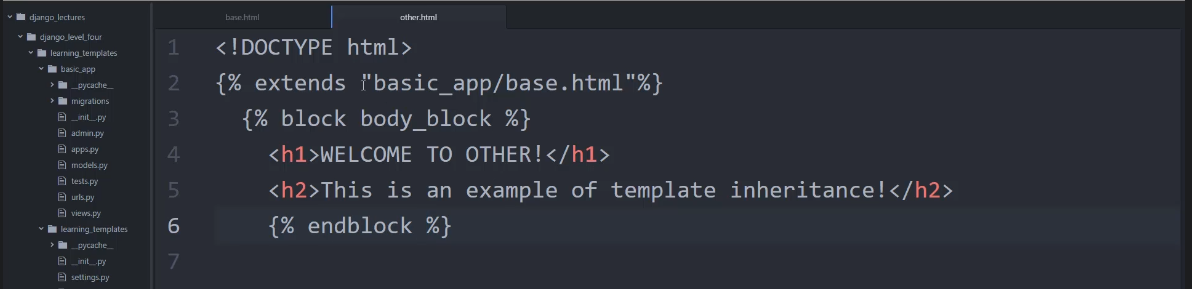 django_lectures
django_level_four
learning_templates
basic_app
__pycache__
migrations
__init__.py
admin.py
apps.py
models.py
tests.py
urls.py
views.py
learning_templates
__pycache__
__init__.py
settings.py
base.html
other.html
1 <!DOCTYPE html>
2 {% extends "basic_app/base.html"%}
3 {% block body_block %}
4 <h1>WELCOME TO OTHER!</h1>
5 <h2>This is an example of template inheritance!</h2>
6 {% endblock %}
7